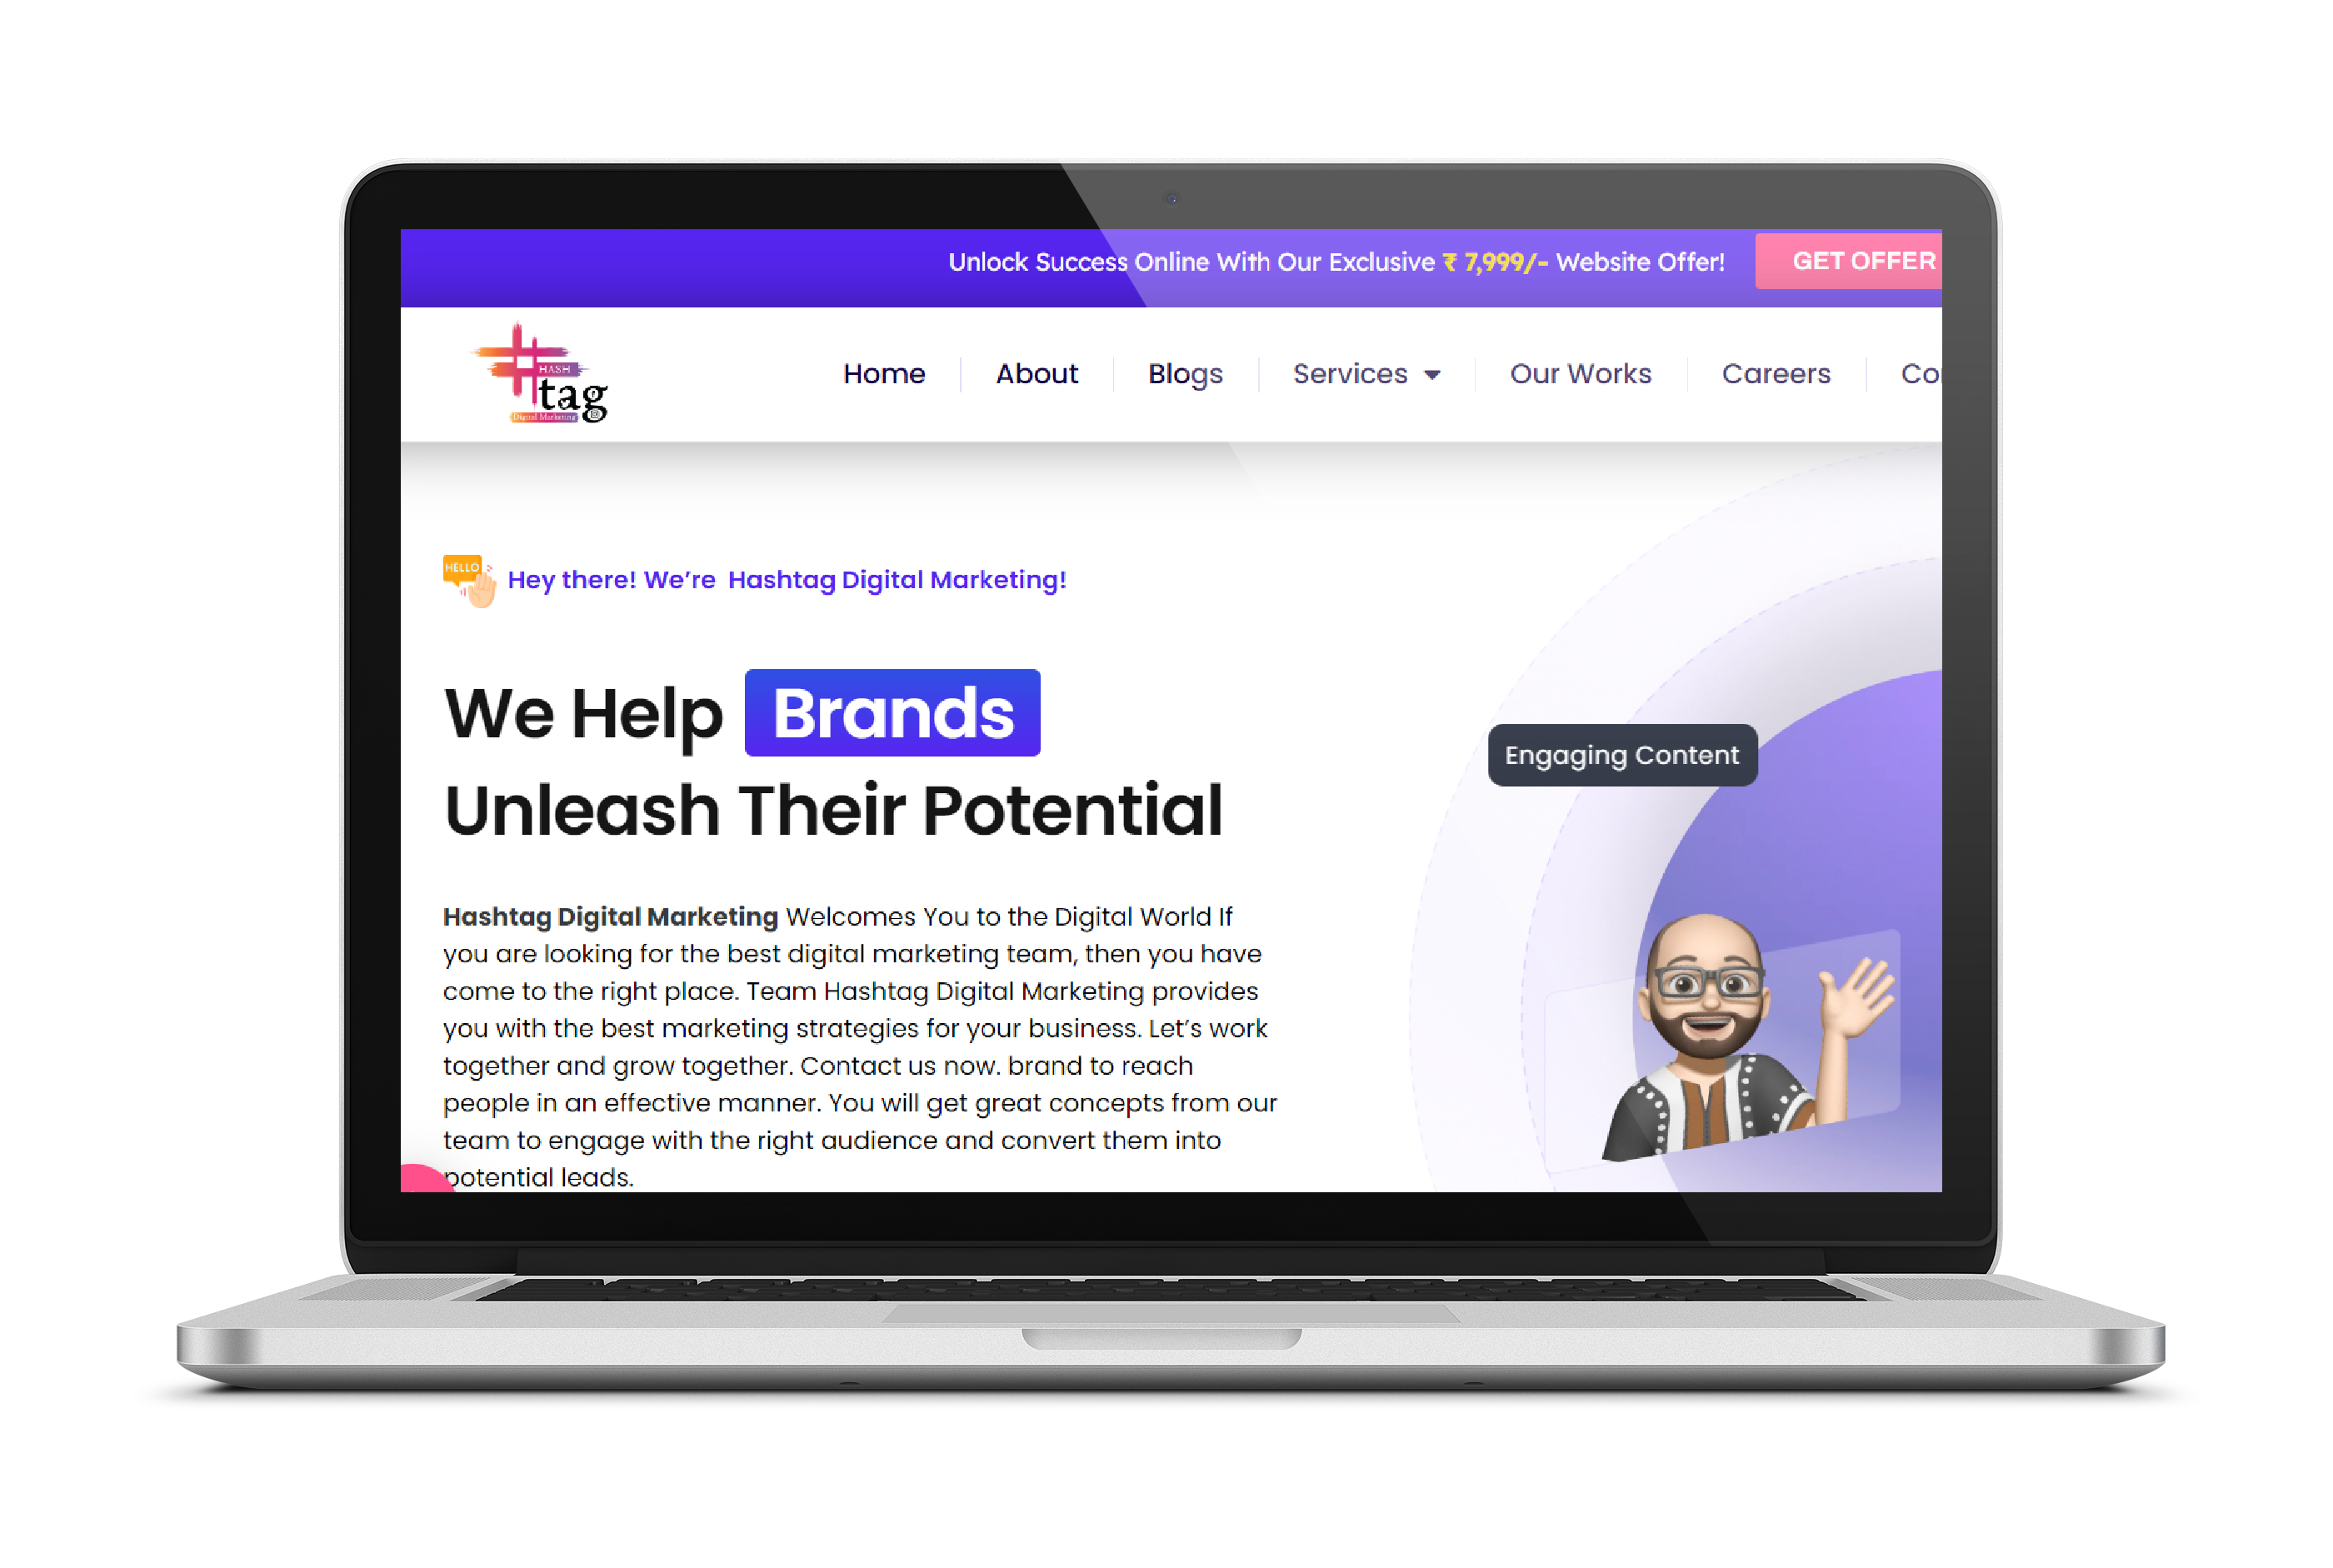 Unlock Success Online With Our Exclusive ₹ 7,999/- Website Offer!
GET OFFER
HASH
tag
Digital Marketing
Home
About
Blogs
Services
Our Works
Careers
Co
HELLO
Hey there! We’re Hashtag Digital Marketing!
We Help Brands
Unleash Their Potential
Engaging Content
Hashtag Digital Marketing Welcomes You to the Digital World If
you are looking for the best digital marketing team, then you have
come to the right place. Team Hashtag Digital Marketing provides
you with the best marketing strategies for your business. Let’s work
together and grow together. Contact us now. brand to reach
people in an effective manner. You will get great concepts from our
team to engage with the right audience and convert them into
potential leads.